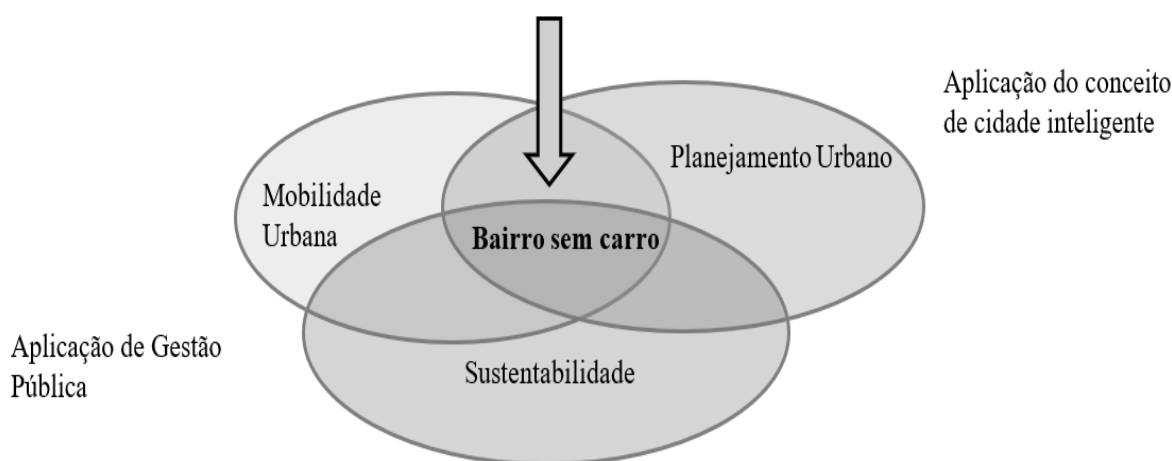 Aplicação do conceito
de cidade inteligente
Planejamento Urbano
Mobilidade
Urbana
Bairro sem carro
Aplicação de Gestão
Pública
Sustentabilidade